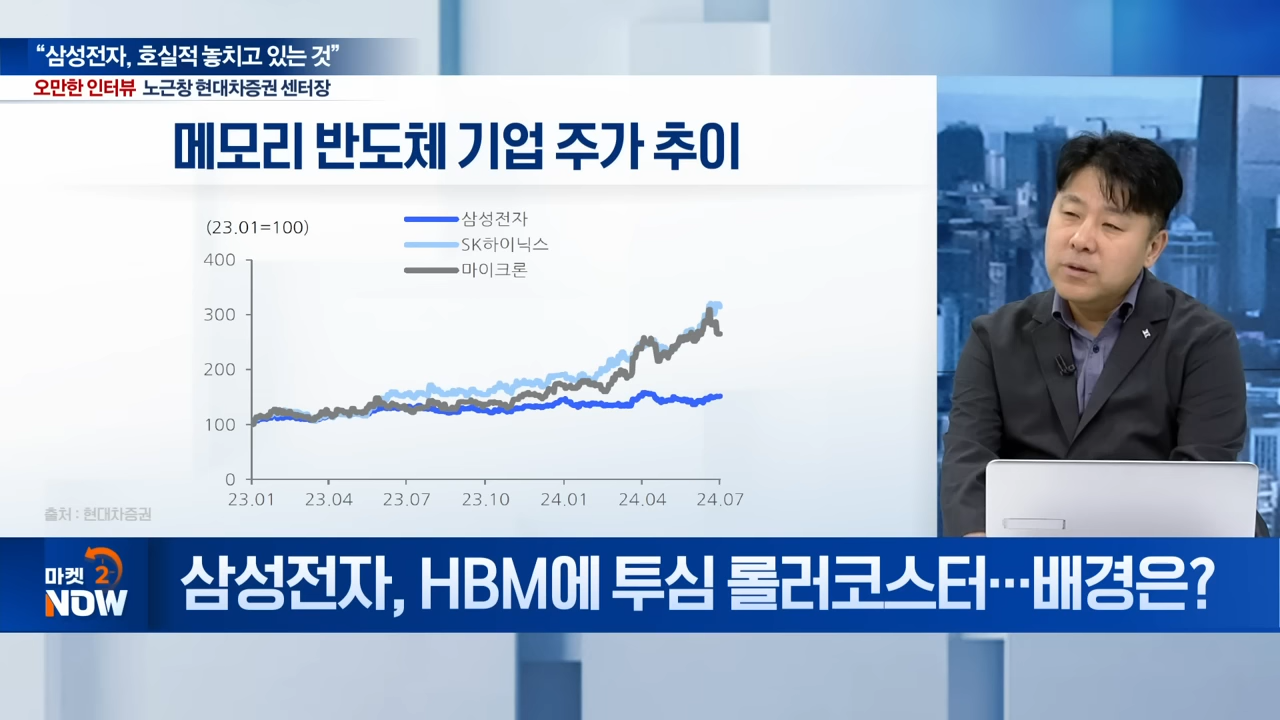 “삼성전자, 호실적 놓치고 있는 것”
오만한 인터뷰 노근창 현대차증권 센터장
메모리 반도체 기업 주가 추이
(23.01=100)
삼성전자
SK하이닉스
마이크론
400
300
200
100
0
23.01 23.04 23.07 23.10 24.01 24.04 24.07
출처 : 현대차증권
마켓 2
NOW
삼성전자, HBM에 투심 롤러코스터…배경은?